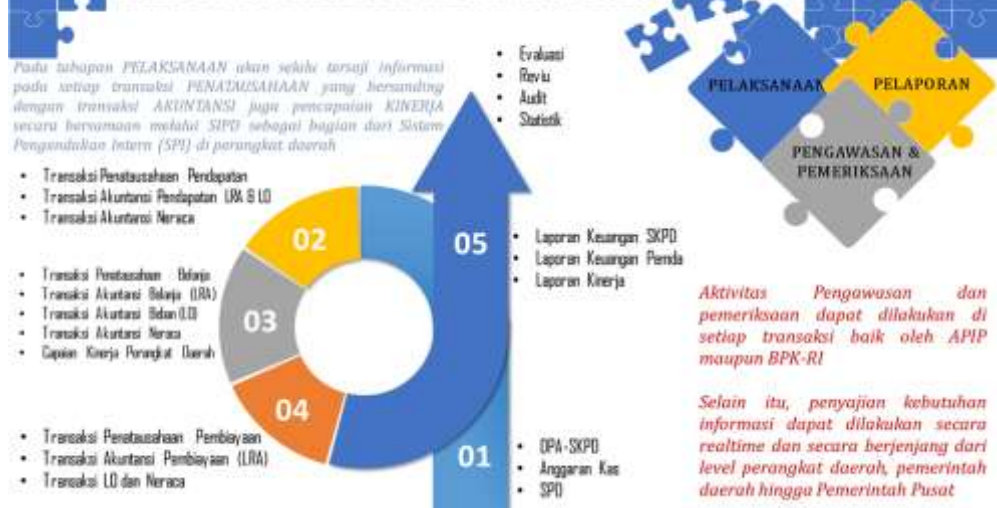 Pada tahapan PELAKSANAAN akan selalu tersaji informasi
pada setiap transaksi PENATAUSAHAAN yang bersanding
dengan transaksi AKUNTANSI juga pencapaian KINERJA
secara bersamaan melalui SIPD sebagai bagian dari Sistem
Pengendalian Intern (SPI) di perangkat daerah
• Evaluasi
• Reviu
• Audit
• Statistik
PELAKSANAAN
PELAPORAN
PENGAWASAN &
PEMERIKSAAN
• Transaksi Penatausahaan Pendapatan
• Transaksi Akuntansi Pendapatan LRA & LO
• Transaksi Akuntansi Neraca
02
• Transaksi Penatausahaan Belanja
• Transaksi Akuntansi Belanja (LRA)
• Transaksi Akuntansi Beban (LO)
• Transaksi Akuntansi Neraca
• Capaian Kinerja Perangkat Daerah
03
• Transaksi Penatausahaan Pembiayaan
• Transaksi Akuntansi Pembiayaan (LRA)
• Transaksi LO dan Neraca
04
05
• Laporan Keuangan SKPD
• Laporan Keuangan Pemda
• Laporan Kinerja
01
• DPA-SKPD
• Anggaran Kas
• SPD
Aktivitas Pengawasan dan
pemeriksaan dapat dilakukan di
setiap transaksi baik oleh APIP
maupun BPK-RI
Selain itu, penyajian kebutuhan
informasi dapat dilakukan secara
realtime dan secara berjenjang dari
level perangkat daerah, pemerintah
daerah hingga Pemerintah Pusat